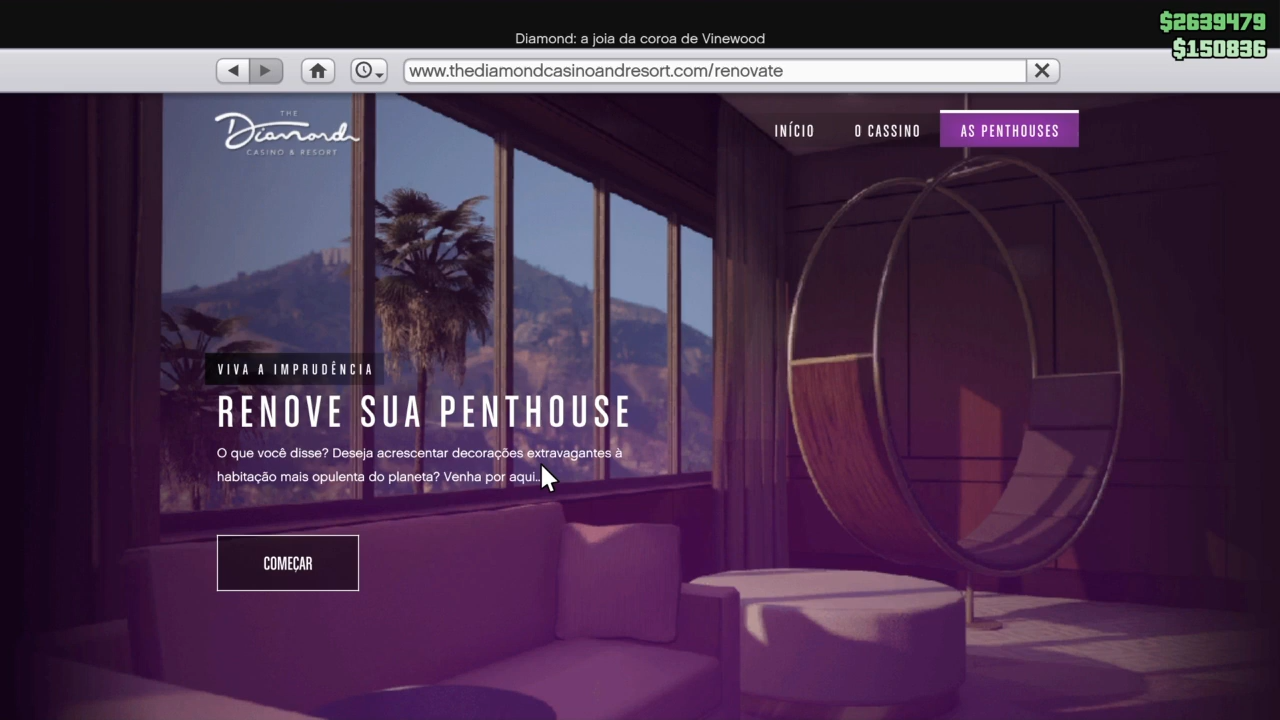 $2639479
Diamond: a joia da coroa de Vinewood
$150836
www.thediamondcasinoandresort.com/renovate
THE
Diamond
CASINO & RESORT
INÍCIO
O CASSINO
AS PENTHOUSES
VIVA A IMPRUDÊNCIA
RENOVE SUA PENTHOUSE
O que você disse? Deseja acrescentar decorações extravagantes à
habitação mais opulenta do planeta? Venha por aqui...
COMEÇAR